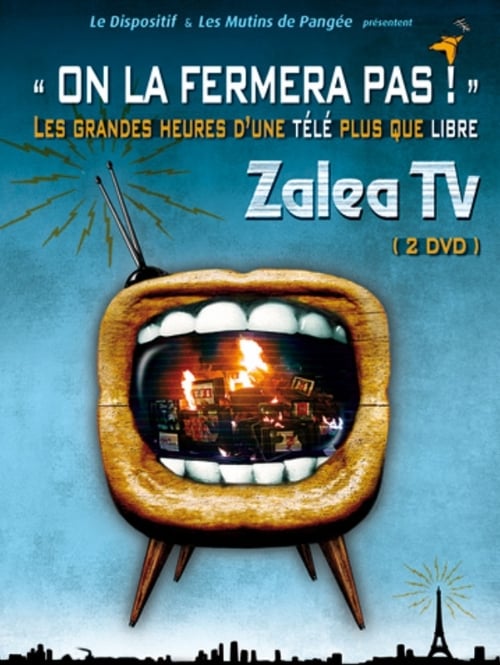 Le Dispositif & Les Mutins de Pangée présentent
“ ON LA FERMERA PAS ! ”
LES GRANDES HEURES D'UNE TÉLÉ PLUS QUE LIBRE
Zalea TV
( 2 DVD )